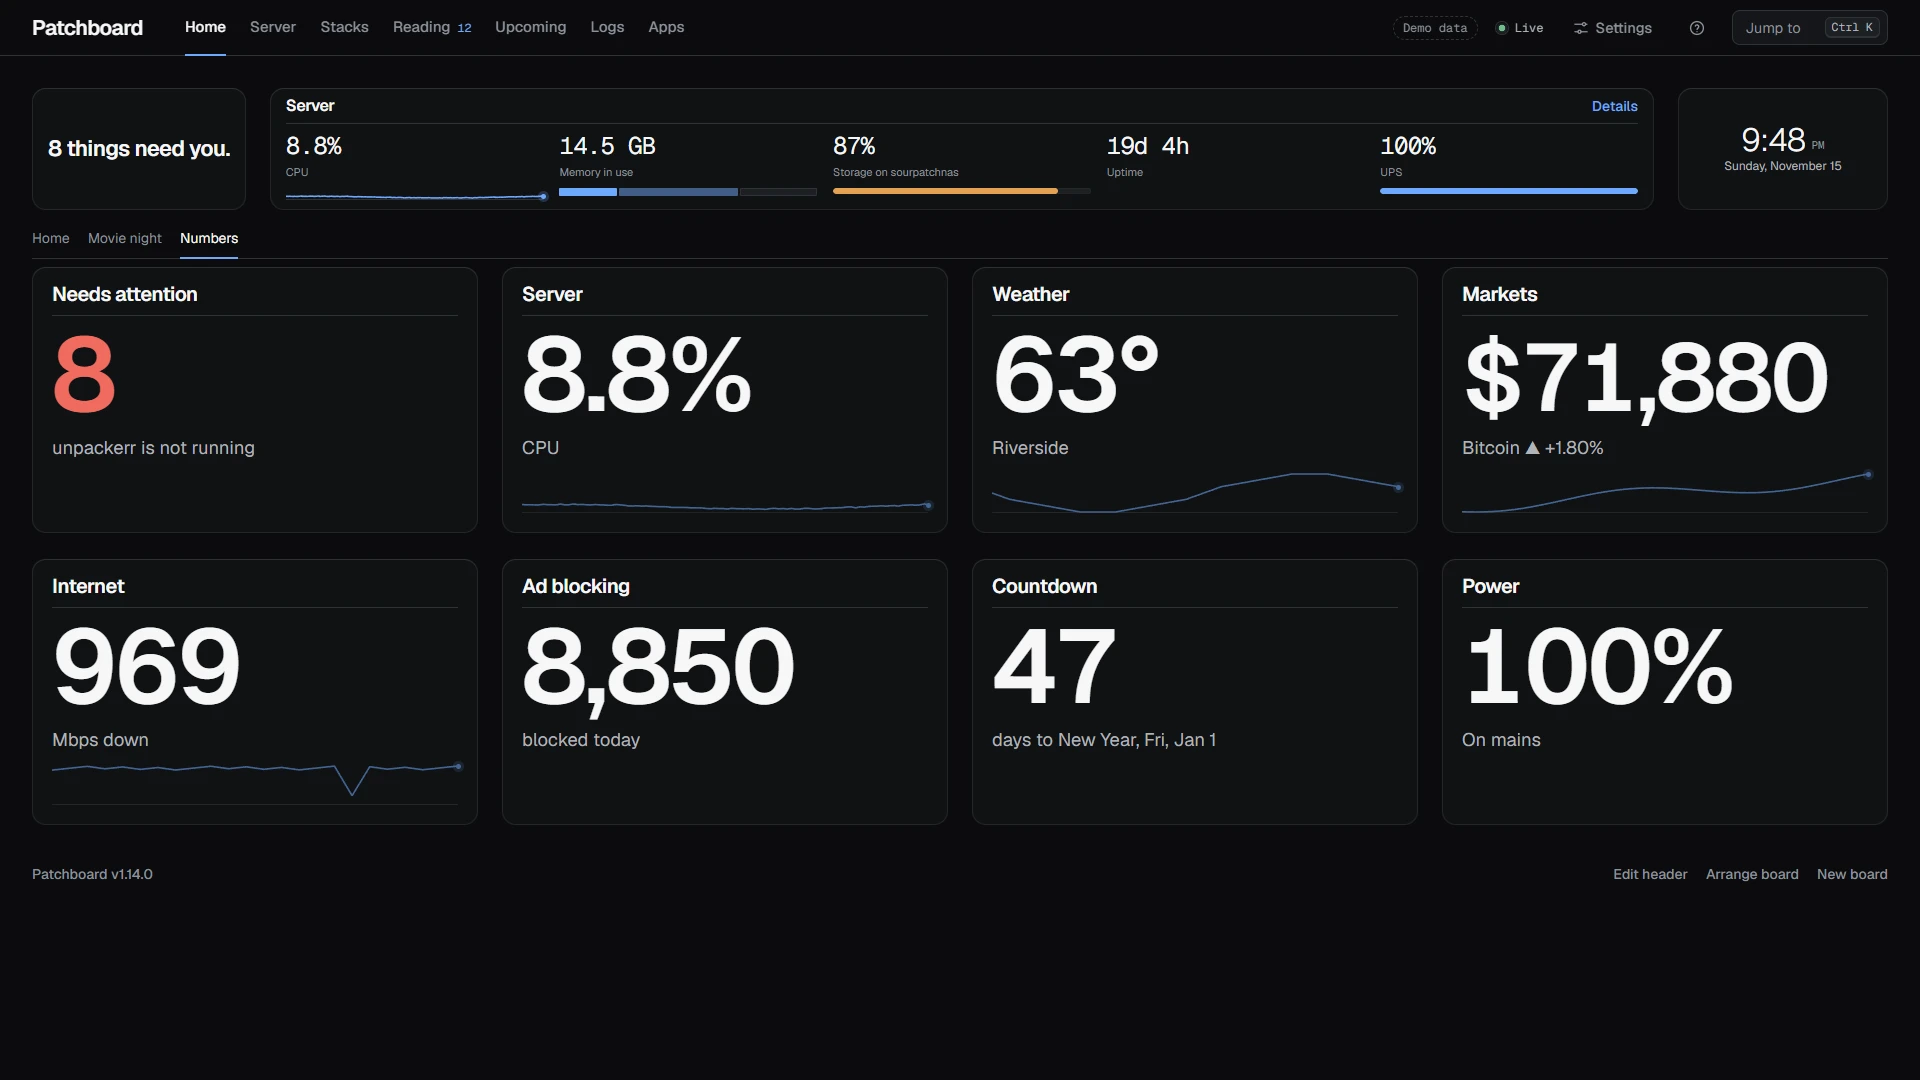 Patchboard Home Server Stacks Reading 12 Upcoming Logs Apps Demo data Live Settings Jump to Ctrl K
8 things need you.
Server Details
8.8% 14.5 GB 87% 19d 4h 100%
CPU Memory in use Storage on sourpatchnas Uptime UPS
9:48 PM
Sunday, November 15
Home Movie night Numbers
Needs attention
8
unpackerr is not running
Server
8.8%
CPU
Weather
63°
Riverside
Markets
$71,880
Bitcoin ▲ +1.80%
Internet
969
Mbps down
Ad blocking
8,850
blocked today
Countdown
47
days to New Year, Fri, Jan 1
Power
100%
On mains
Patchboard v1.14.0 Edit header Arrange board New board